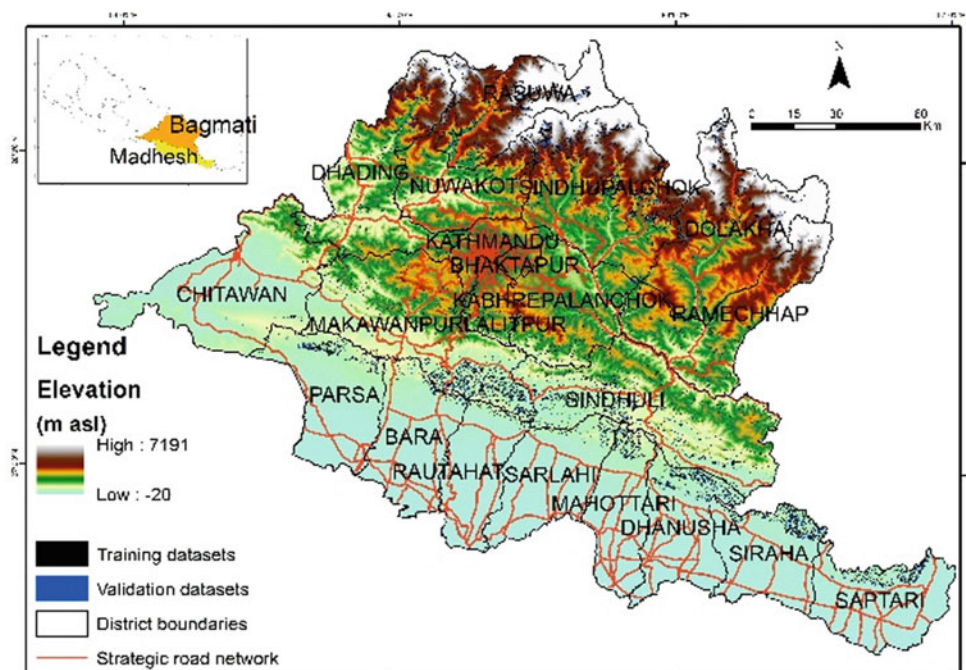 Bagmati
Madhesh
N
0 15 30 60
Km
RASUWA
DHADING
NUWAKOT
SINDHUPALCHOK
DOLAKHA
KATHMANDU
BHAKTAPUR
CHITAWAN
KABHREPALANCHOK
RAMECHHAP
MAKAWANPUR
LALITPUR
SINDHULI
PARSA
BARA
RAUTAHAT
SARLAHI
MAHOTTARI
DHANUSHA
SIRAHA
SAPTARI
Legend
Elevation
(m asl)
High : 7191
Low : -20
Training datasets
Validation datasets
District boundaries
Strategic road network